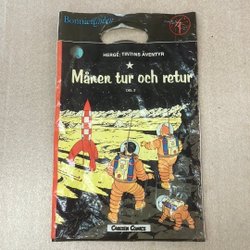 HERGÉ: TINTINS ÄVENTYR
Månen tur och retur
DEL 2
CARLSEN COMICS